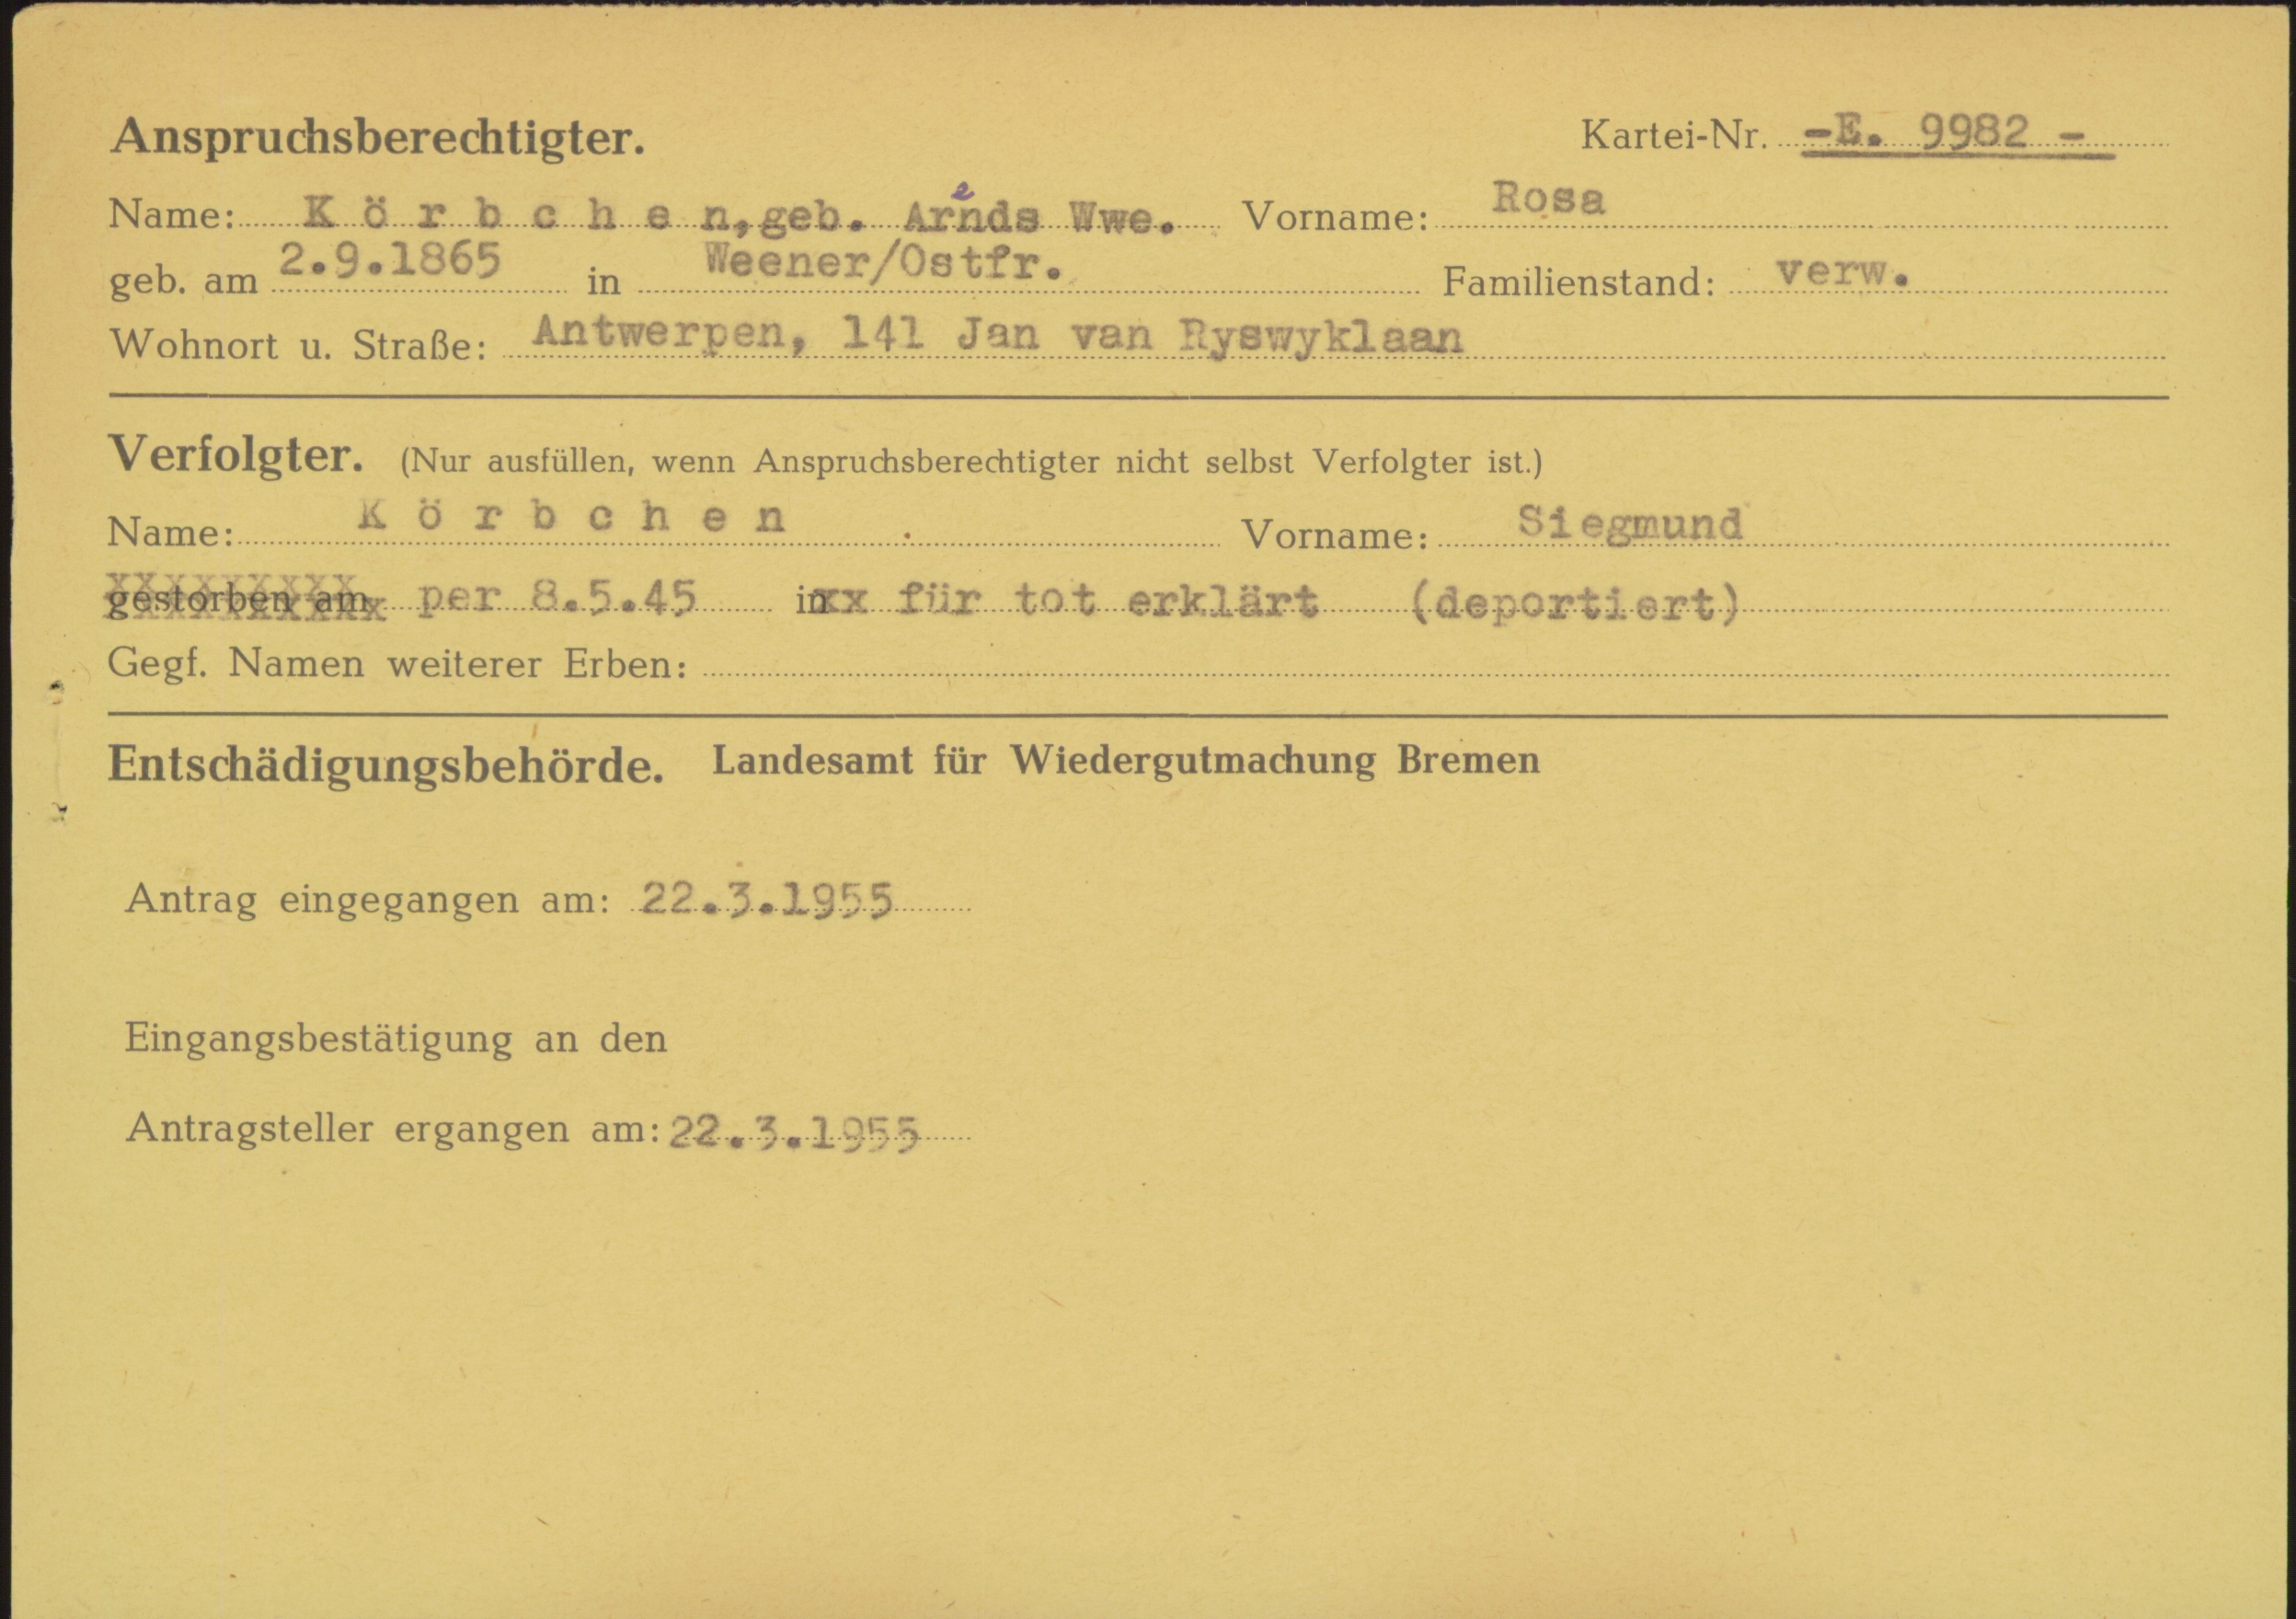 Anspruchsberechtigter. Kartei-Nr. -E. 9982 -
Name: K ö r b c h e n, geb. Arends Wwe. Vorname: Rosa
geb. am 2.9.1865 in Weener/Ostfr. Familienstand: verw.
Wohnort u. Straße: Antwerpen, 141 Jan van Ryswyklaan
Verfolgter. (Nur ausfüllen, wenn Anspruchsberechtigter nicht selbst Verfolgter ist.)
Name: K ö r b c h e n Vorname: Siegmund
gestorben am per 8.5.45 in xx für tot erklärt (deportiert)
Gegf. Namen weiterer Erben:
Entschädigungsbehörde. Landesamt für Wiedergutmachung Bremen
Antrag eingegangen am: 22.3.1955
Eingangsbestätigung an den
Antragsteller ergangen am: 22.3.1955